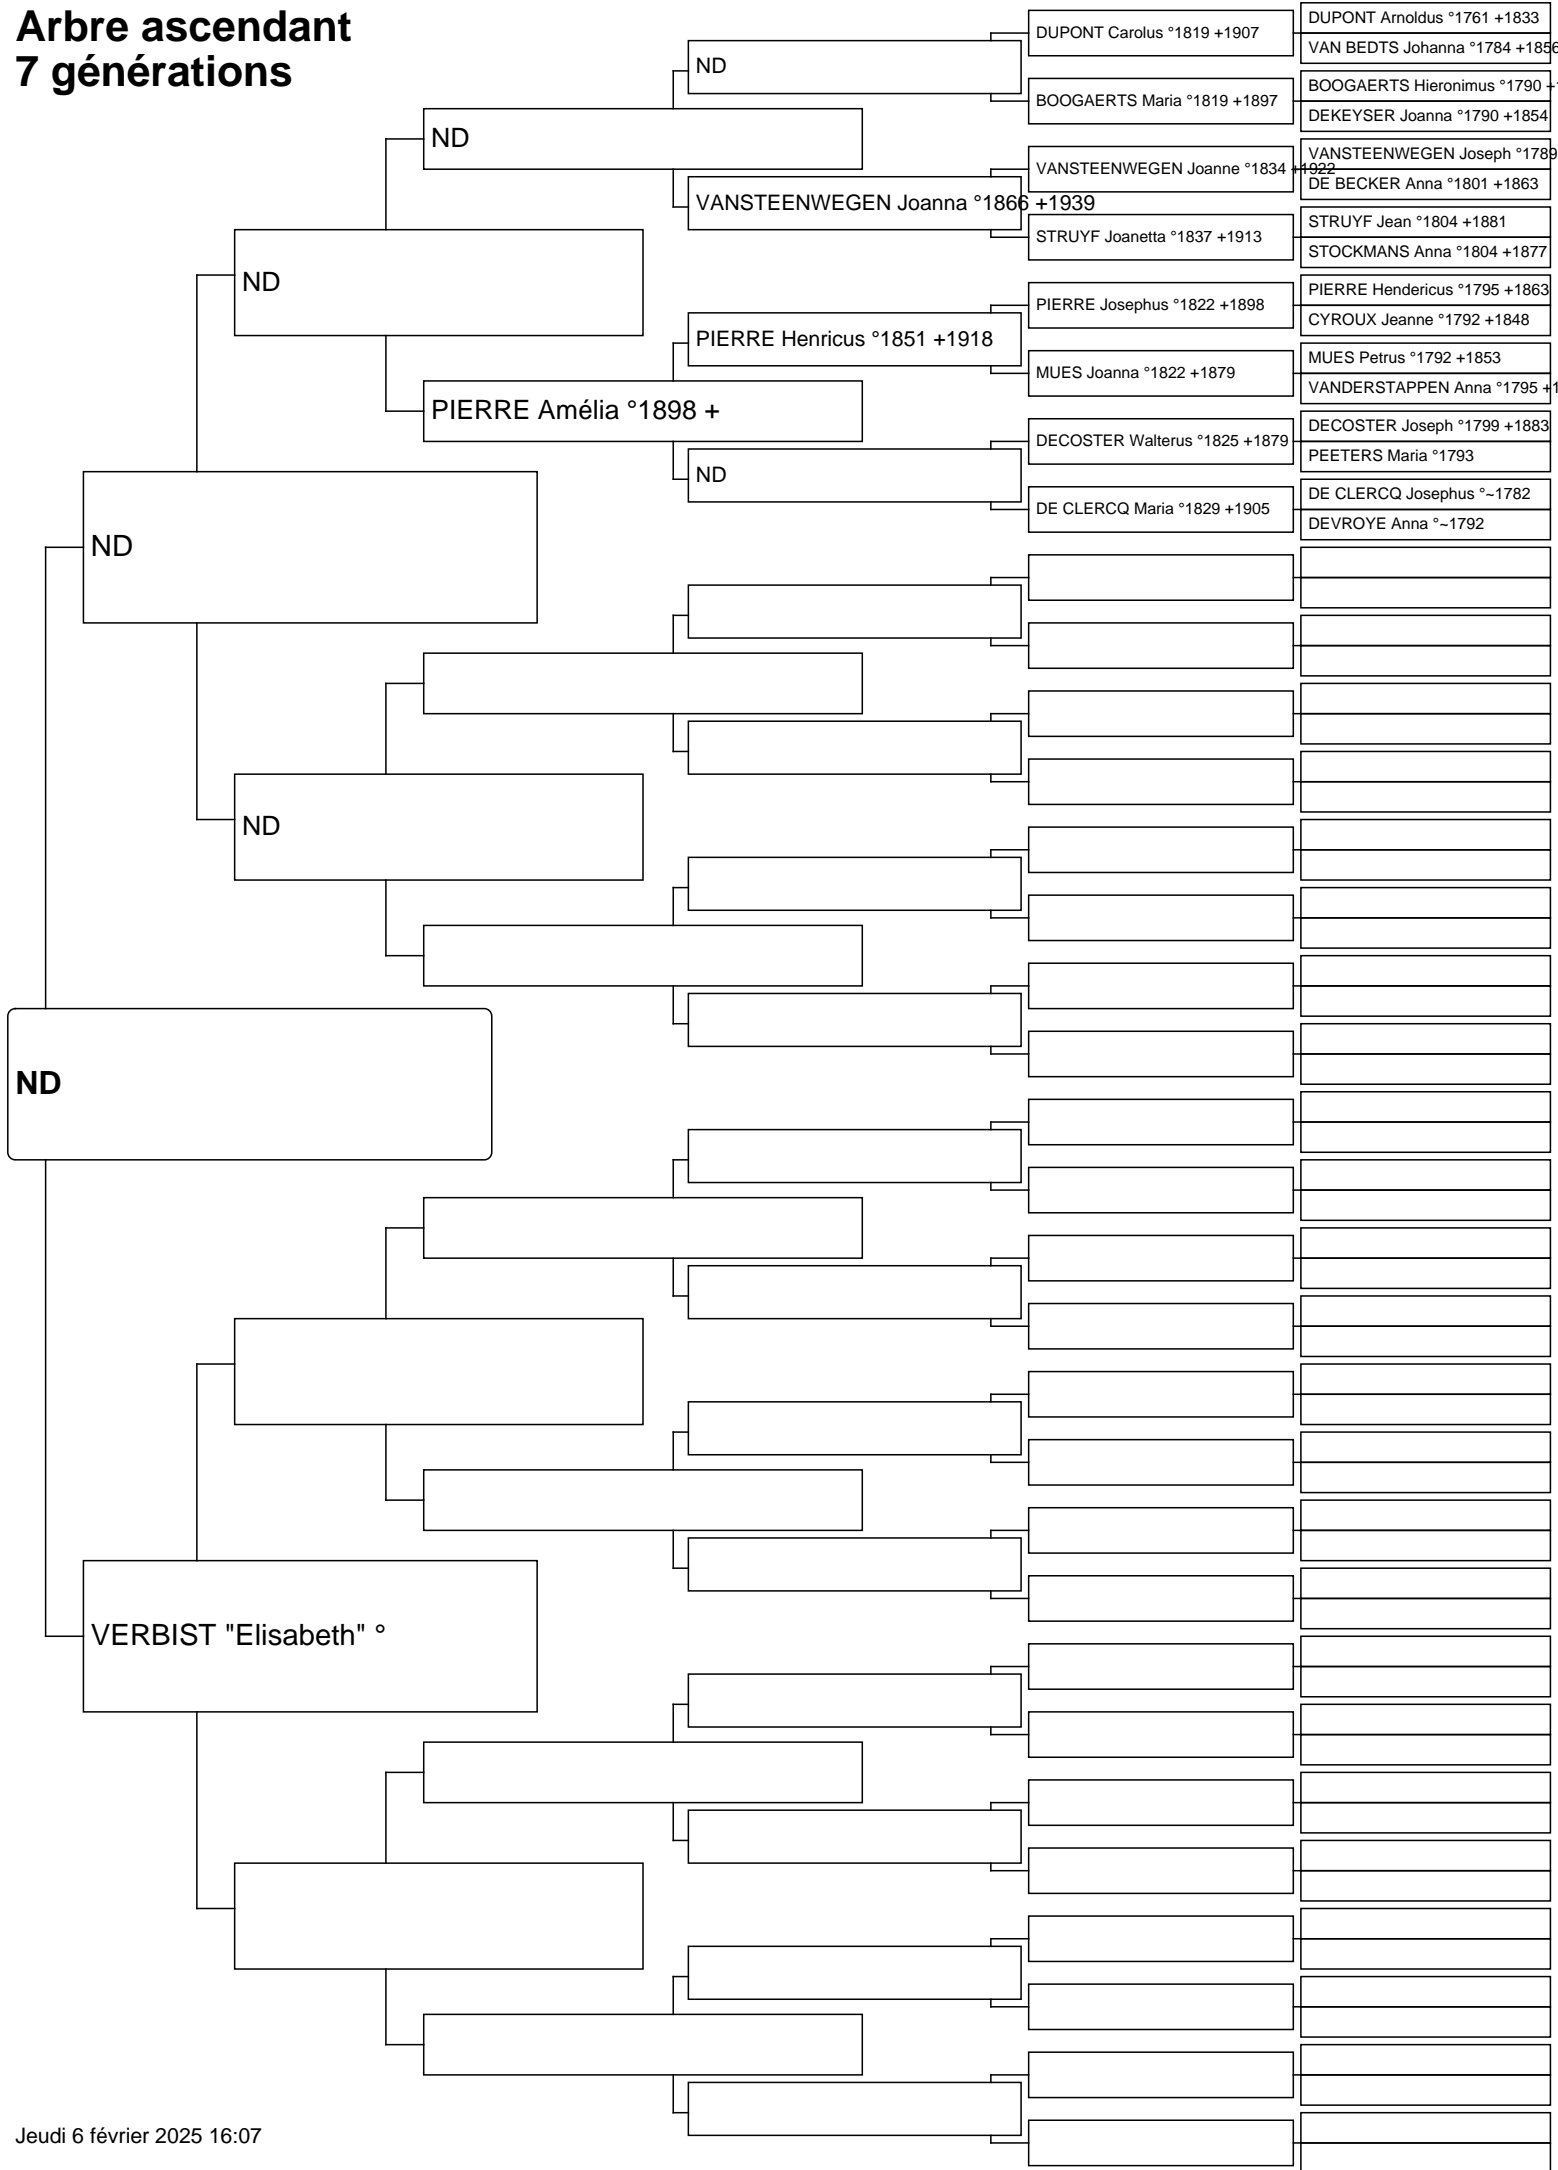 Arbre ascendant
7 générations
DUPONT Carolus °1819 +1907
DUPONT Arnoldus °1761 +1833
VAN BEDTS Johanna °1784 +1856
ND
BOOGAERTS Maria °1819 +1897
BOOGAERTS Hieronimus °1790
DEKEYSER Joanna °1790 +1854
ND
VANSTEENWEGEN Joanne °1834 +1922
VANSTEENWEGEN Joseph °1789
DE BECKER Anna °1801 +1863
VANSTEENWEGEN Joanna °1866 +1939
STRUYF Joanetta °1837 +1913
STRUYF Jean °1804 +1881
STOCKMANS Anna °1804 +1877
ND
PIERRE Josephus °1822 +1898
PIERRE Hendericus °1795 +1863
CYROUX Jeanne °1792 +1848
PIERRE Henricus °1851 +1918
MUES Joanna °1822 +1879
MUES Petrus °1792 +1853
VANDERSTAPPEN Anna °1795
PIERRE Amélia °1898 +
DECOSTER Walterus °1825 +1879
DECOSTER Joseph °1799 +1883
PEETERS Maria °1793
ND
DE CLERCQ Maria °1829 +1905
DE CLERCQ Josephus °~1782
DEVROYE Anna °~1792
ND
ND
ND
VERBIST "Elisabeth" °
Jeudi 6 février 2025 16:07